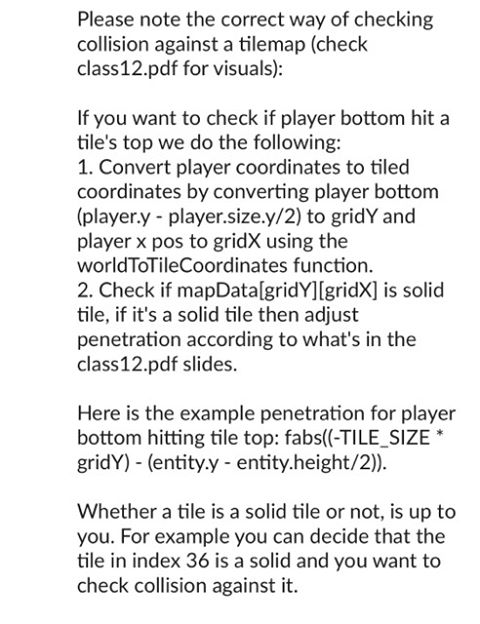 Please note the correct way of checking
collision against a tilemap (check
class12.pdf for visuals):
If you want to check if player bottom hit a
tile's top we do the following:
1. Convert player coordinates to tiled
coordinates by converting player bottom
(player.y - player.size.y/2) to gridY and
player x pos to gridX using the
worldToTileCoordinates function.
2. Check if mapData[gridY][gridX] is solid
tile, if it's a solid tile then adjust
penetration according to what's in the
class12.pdf slides.
Here is the example penetration for player
bottom hitting tile top: fabs((-TILE_SIZE *
gridY) - (entity.y - entity.height/2)).
Whether a tile is a solid tile or not, is up to
you. For example you can decide that the
tile in index 36 is a solid and you want to
check collision against it.